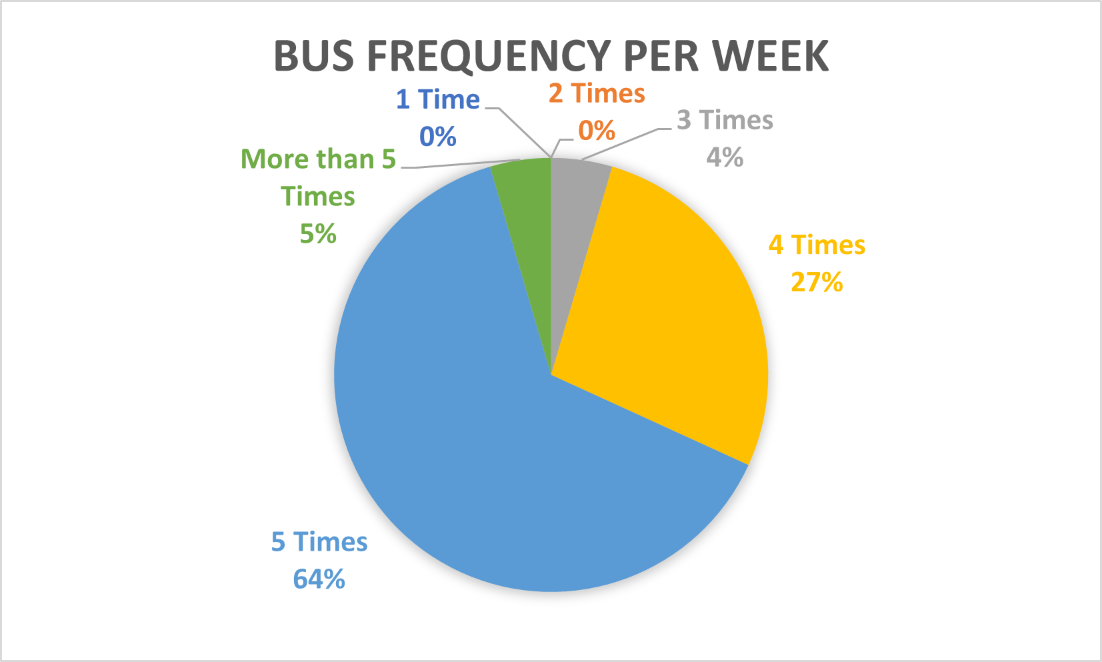 BUS FREQUENCY PER WEEK
1 Time
0%
2 Times
0%
3 Times
4%
4 Times
27%
5 Times
64%
More than 5
Times
5%